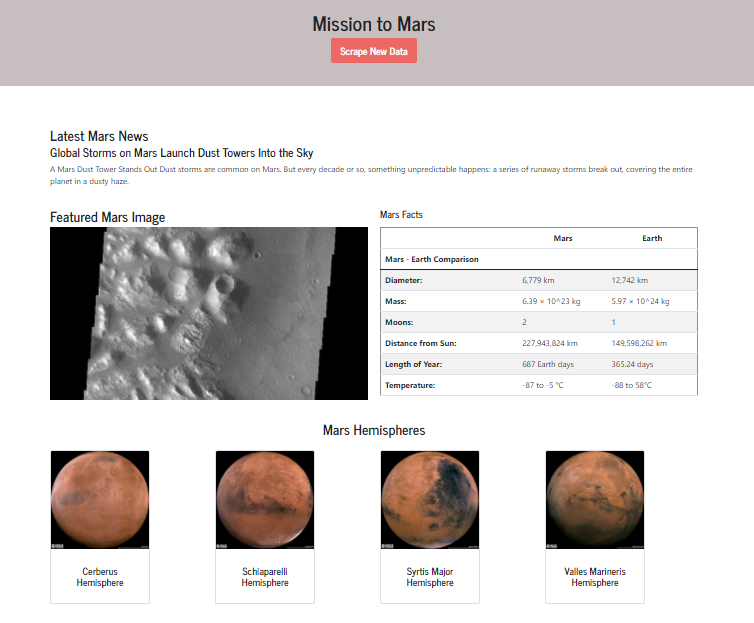 Mission to Mars
Scrape New Data
Latest Mars News
Global Storms on Mars Launch Dust Towers Into the Sky
A Mars Dust Tower Stands Out Dust storms are common on Mars. But every decade or so, something unpredictable happens: a series of runaway storms break out, covering the entire
planet in a dusty haze.
Featured Mars Image
Mars Facts
Mars Earth
Mars - Earth Comparison
Diameter: 6,779 km 12,742 km
Mass: 6.39 × 10^23 kg 5.97 × 10^24 kg
Moons: 2 1
Distance from Sun: 227,943,824 km 149,598,262 km
Length of Year: 687 Earth days 365.24 days
Temperature: -87 to -5 °C -88 to 58°C
Mars Hemispheres
Cerberus
Hemisphere
Schiaparelli
Hemisphere
Syrtis Major
Hemisphere
Valles Marineris
Hemisphere